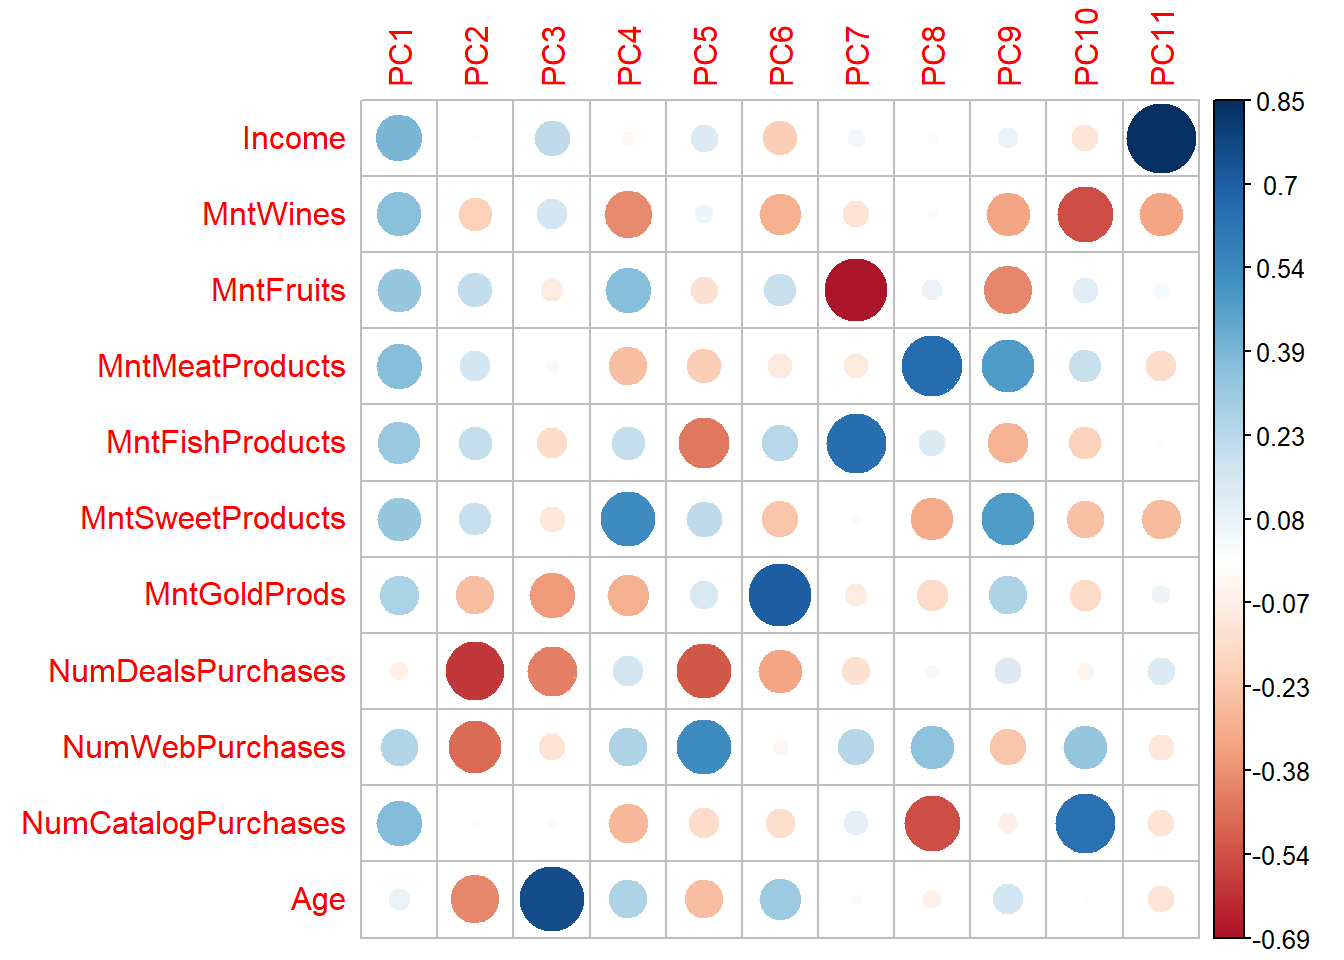 PC1 PC2 PC3 PC4 PC5 PC6 PC7 PC8 PC9 PC10 PC11
Income
MntWines
MntFruits
MntMeatProducts
MntFishProducts
MntSweetProducts
MntGoldProds
NumDealsPurchases
NumWebPurchases
NumCatalogPurchases
Age
0.85
0.7
0.54
0.39
0.23
0.08
-0.07
-0.23
-0.38
-0.54
-0.69